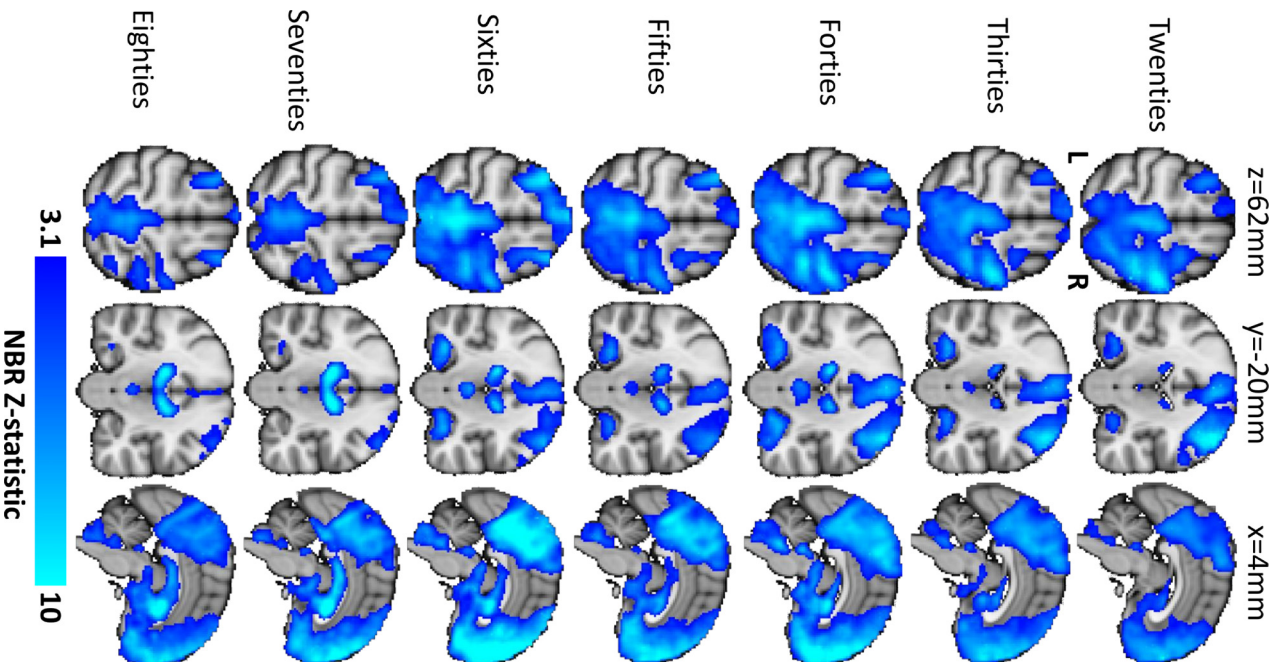 z=62mm
y=-20mm
x=4mm
Twenties
L
R
Thirties
Forties
Fifties
Sixties
Seventies
Eighties
3.1
10
NBR Z-statistic